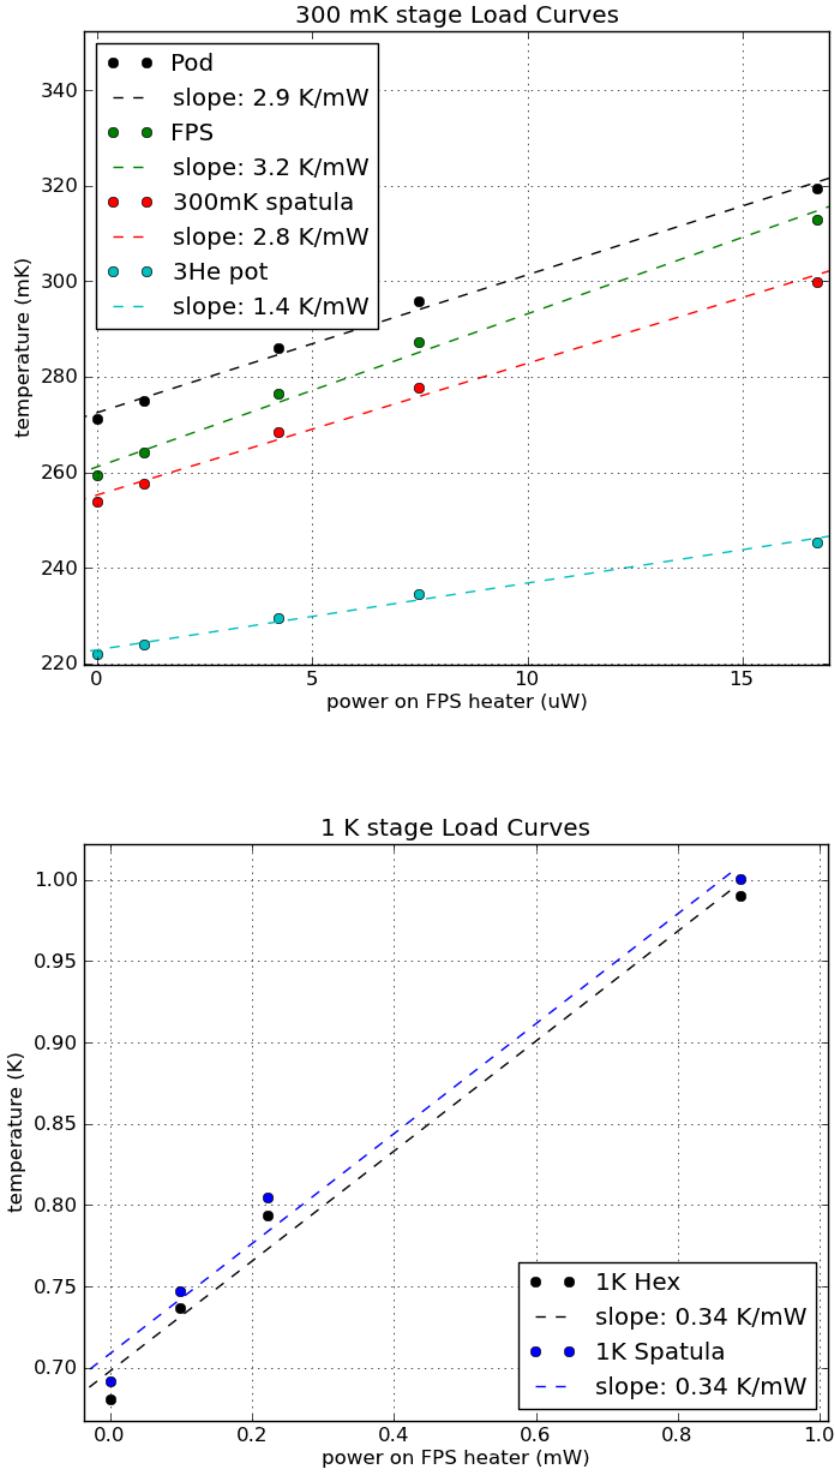 300 mK stage Load Curves
Pod
slope: 2.9 K/mW
FPS
slope: 3.2 K/mW
300mK spatula
slope: 2.8 K/mW
3He pot
slope: 1.4 K/mW
temperature (mK)
340
320
300
280
260
240
220
0
5
10
15
power on FPS heater (uW)
1 K stage Load Curves
temperature (K)
1.00
0.95
0.90
0.85
0.80
0.75
0.70
1K Hex
slope: 0.34 K/mW
1K Spatula
slope: 0.34 K/mW
0.0
0.2
0.4
0.6
0.8
1.0
power on FPS heater (mW)